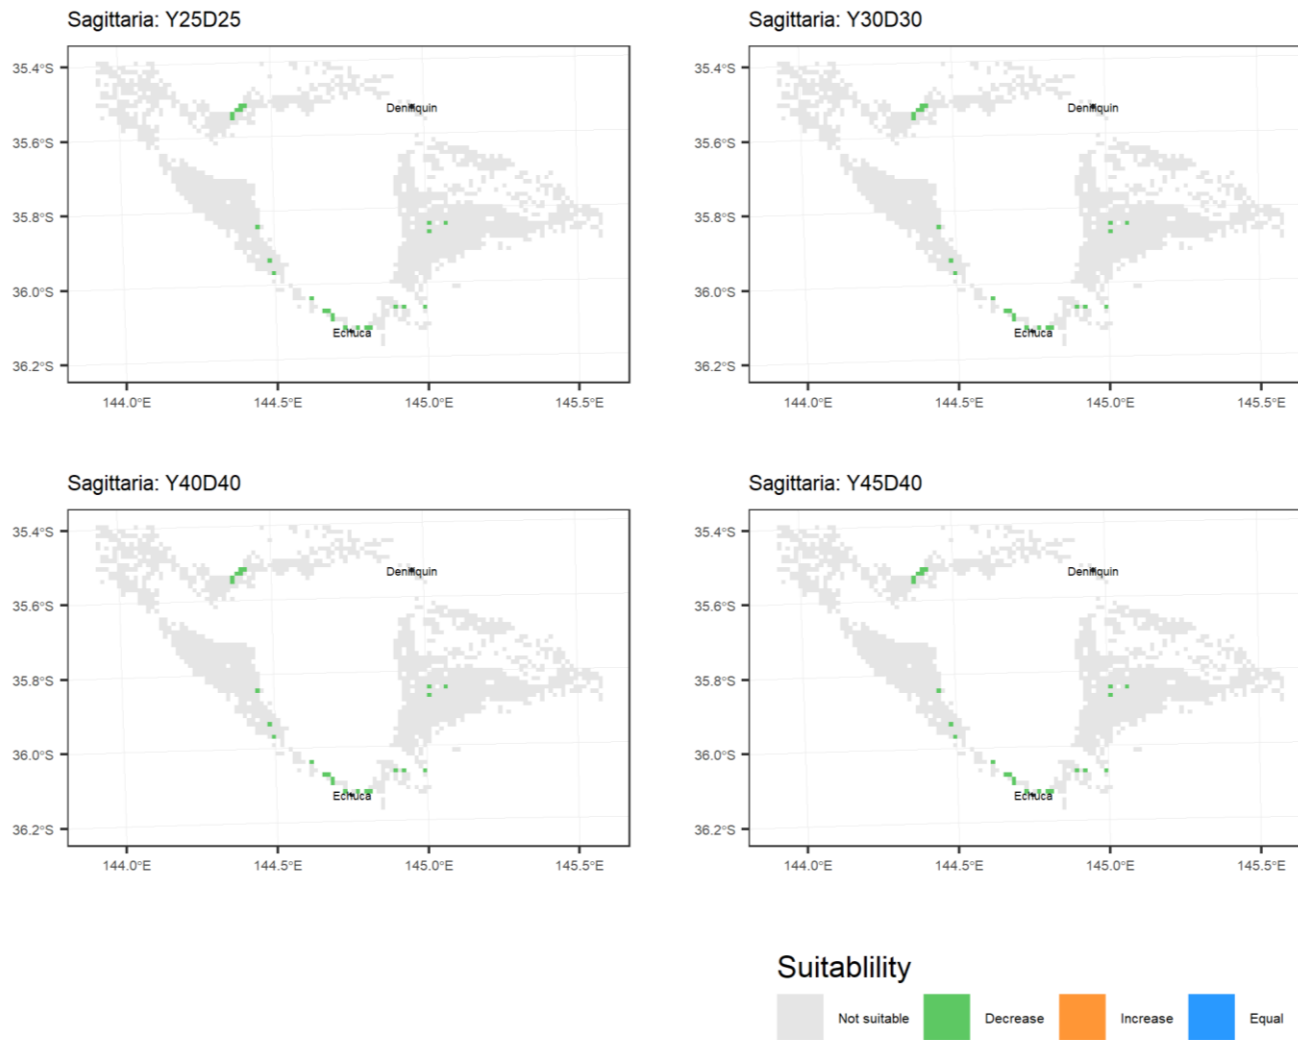 Sagittaria: Y25D25
Sagittaria: Y30D30
35.4°S
35.6°S
35.8°S
36.0°S
36.2°S
Deniliquin
Echuca
144.0°E 144.5°E 145.0°E 145.5°E
35.4°S
35.6°S
35.8°S
36.0°S
36.2°S
Deniliquin
Echuca
144.0°E 144.5°E 145.0°E 145.5°E
Sagittaria: Y40D40
Sagittaria: Y45D40
35.4°S
35.6°S
35.8°S
36.0°S
36.2°S
Deniliquin
Echuca
144.0°E 144.5°E 145.0°E 145.5°E
35.4°S
35.6°S
35.8°S
36.0°S
36.2°S
Deniliquin
Echuca
144.0°E 144.5°E 145.0°E 145.5°E
Suitablility
Not suitable Decrease Increase Equal